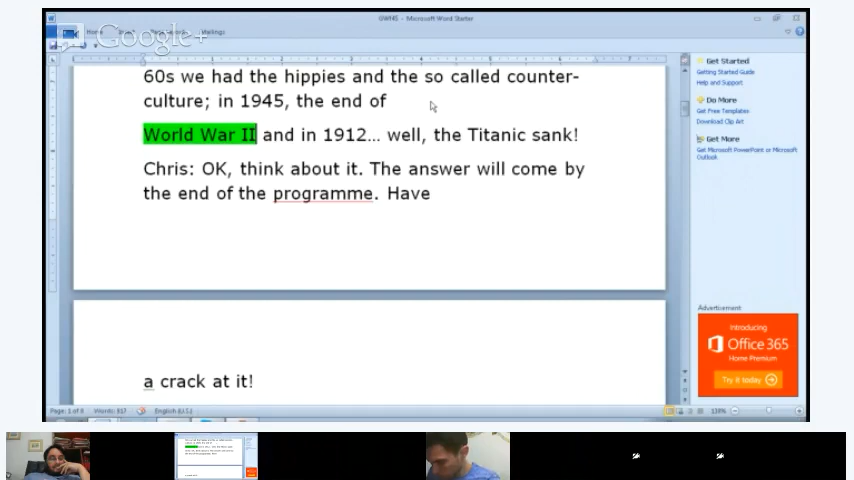 GWNS - Microsoft Word Starter
Google+
Home Insert Mailings
60s we had the hippies and the so called counter-
culture; in 1945, the end of
World War II and in 1912... well, the Titanic sank!
Chris: OK, think about it. The answer will come by
the end of the programme. Have
a crack at it!
Get Started
Getting Started Guide
Help and Support
Do More
Get Free Templates
Download Clip Art
Get More
Get Microsoft PowerPoint or Microsoft
Outlook
Advertisement
Introducing
Office 365
Home Premium
Try it today
Page: 1 of 8 Words: 817 English (U.S.)